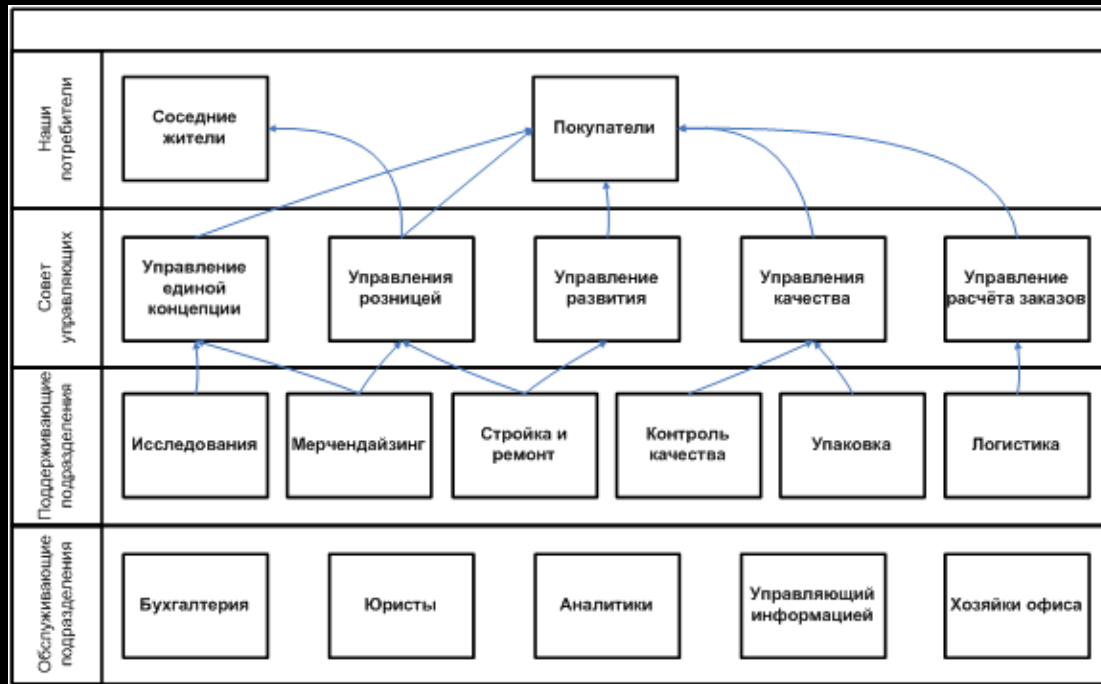 Наши
потребители
Соседние
жители
Покупатели
Совет
управляющих
Управление
единой
концепции
Управления
розницей
Управление
развития
Управления
качества
Управление
расчёта заказов
Поддерживающие
подразделения
Исследования
Мерчендайзинг
Стройка и
ремонт
Контроль
качества
Упаковка
Логистика
Обслуживающие
подразделения
Бухгалтерия
Юристы
Аналитики
Управляющий
информацией
Хозяйки офиса